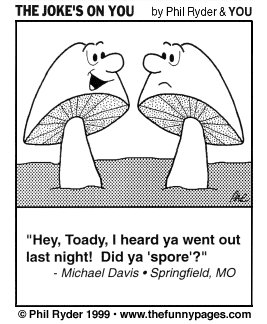 THE JOKE'S ON YOU by Phil Ryder & YOU
"Hey, Toady, I heard ya went out
last night! Did ya 'spore'?"
- Michael Davis • Springfield, MO
© Phil Ryder 1999 • www.thefunnypages.com